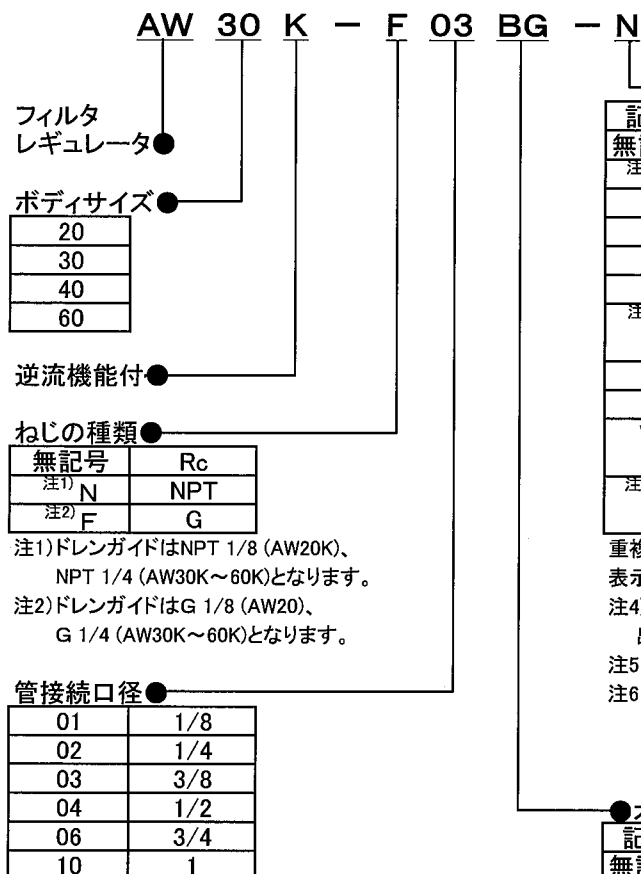 AW 30 K － F 03 BG － N
フィルタ
レギュレータ
ボディサイズ
20
30
40
60
逆流機能付
ねじの種類
無記号 Rc
注1) N NPT
注2) F G
注1)ドレンガイドはNPT 1/8 (AW20K)、
NPT 1/4 (AW30K～60K)となります。
注2)ドレンガイドはG 1/8 (AW20)、
G 1/4 (AW30K～60K)となります。
管接続口径
01 1/8
02 1/4
03 3/8
04 1/2
06 3/4
10 1
注
注
注
表示
注4
注5
注6